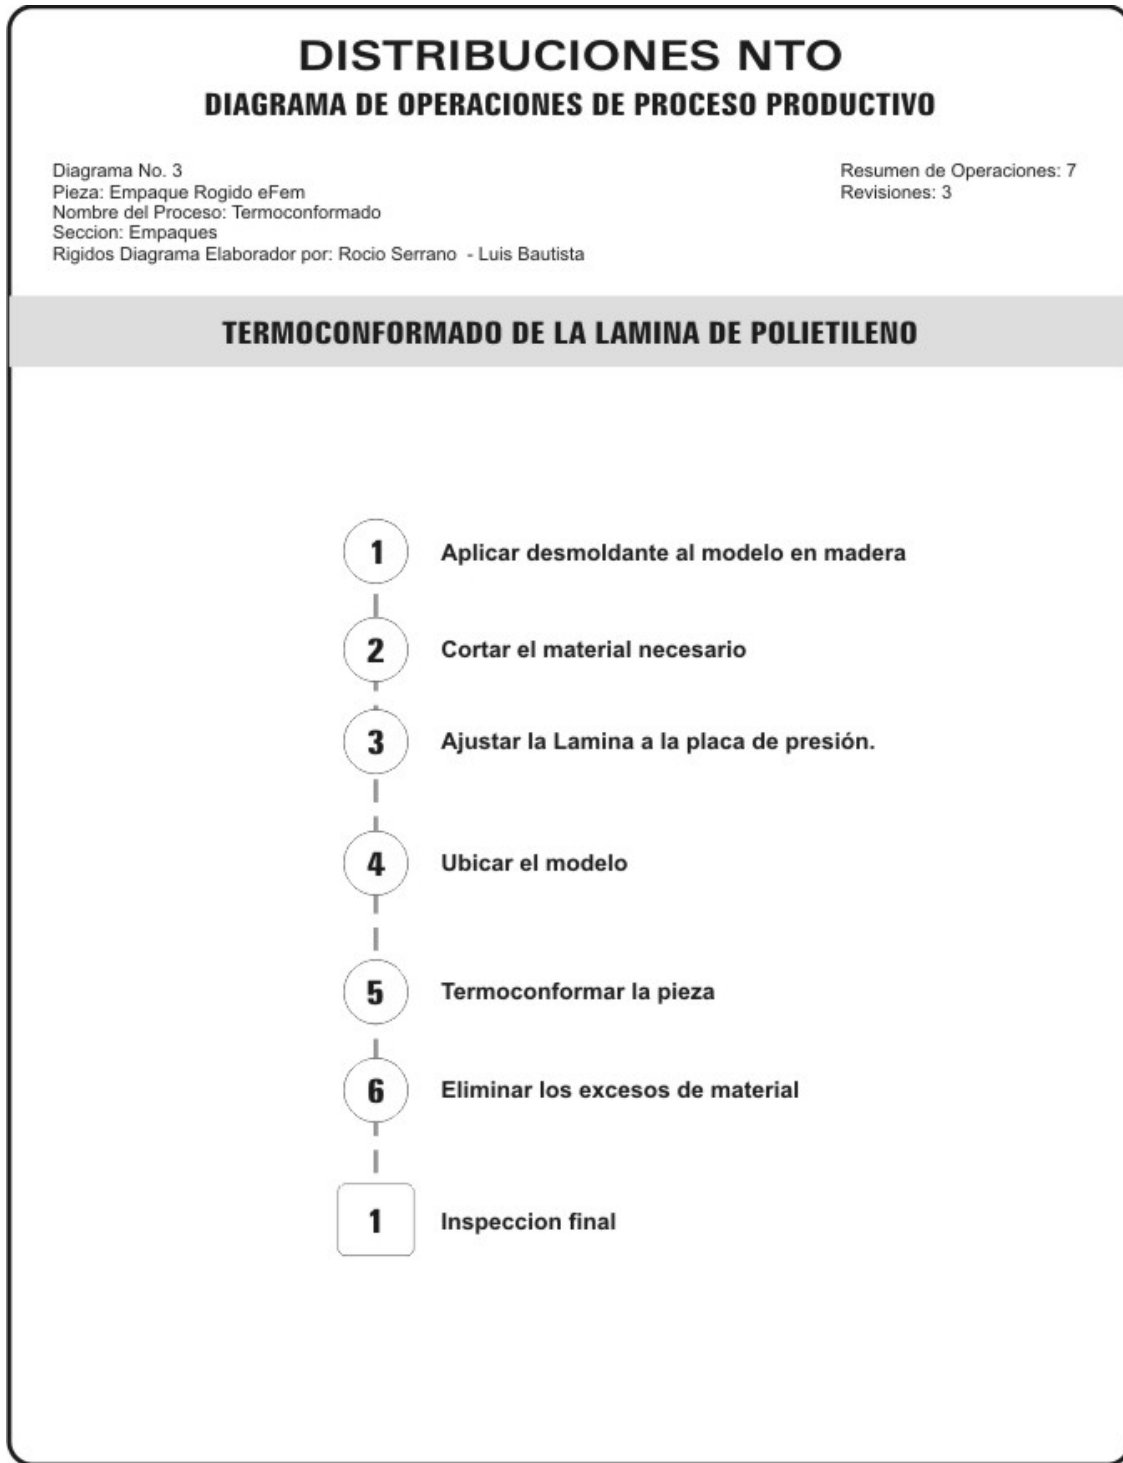 DISTRIBUCIONES NTO
DIAGRAMA DE OPERACIONES DE PROCESO PRODUCTIVO
Diagrama No. 3
Pieza: Empaque Rogido eFem
Nombre del Proceso: Termoconformado
Seccion: Empaques
Rigidos Diagrama Elaborador por: Rocio Serrano - Luis Bautista
Resumen de Operaciones: 7
Revisiones: 3
TERMOCONFORMADO DE LA LAMINA DE POLIETILENO
1 Aplicar desmoldante al modelo en madera
2 Cortar el material necesario
3 Ajustar la Lamina a la placa de presión.
4 Ubicar el modelo
5 Termoconformar la pieza
6 Eliminar los excesos de material
1 Inspeccion final